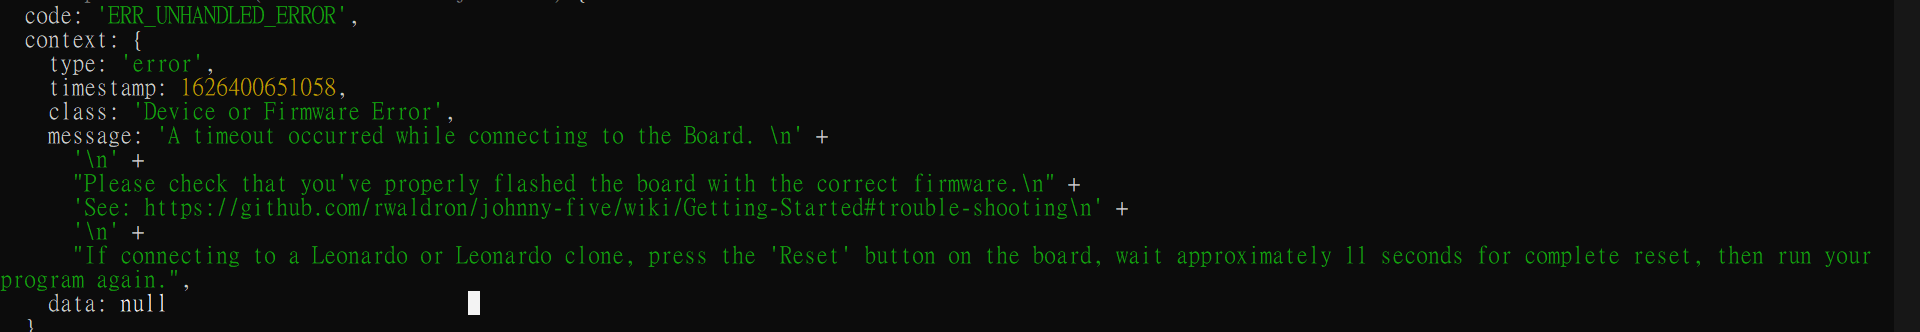 code: 'ERR_UNHANDLED_ERROR',
context: {
type: 'error',
timestamp: 1626400651058,
class: 'Device or Firmware Error',
message: 'A timeout occurred while connecting to the Board. \n' +
'\n' +
"Please check that you've properly flashed the board with the correct firmware.\n" +
'See: https://github.com/rwaldron/johnny-five/wiki/Getting-Started#trouble-shooting\n' +
'\n' +
"If connecting to a Leonardo or Leonardo clone, press the 'Reset' button on the board, wait approximately 11 seconds for complete reset, then run your
program again.",
data: null
}